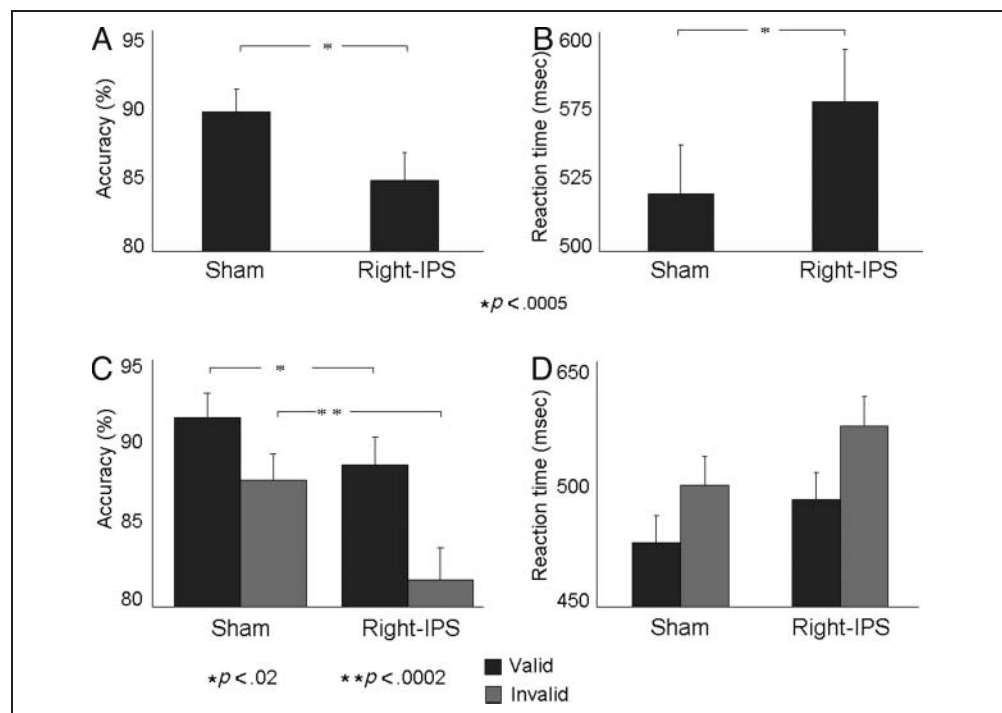 A
95
90
85
80
Accuracy (%)
*
Sham Right-IPS
B
600
575
525
500
Reaction time (msec)
*
Sham Right-IPS
*p < .0005
C
95
90
85
80
Accuracy (%)
*
**
Sham Right-IPS
D
650
500
450
Reaction time (msec)
Sham Right-IPS
*p < .02 **p < .0002
Valid
Invalid